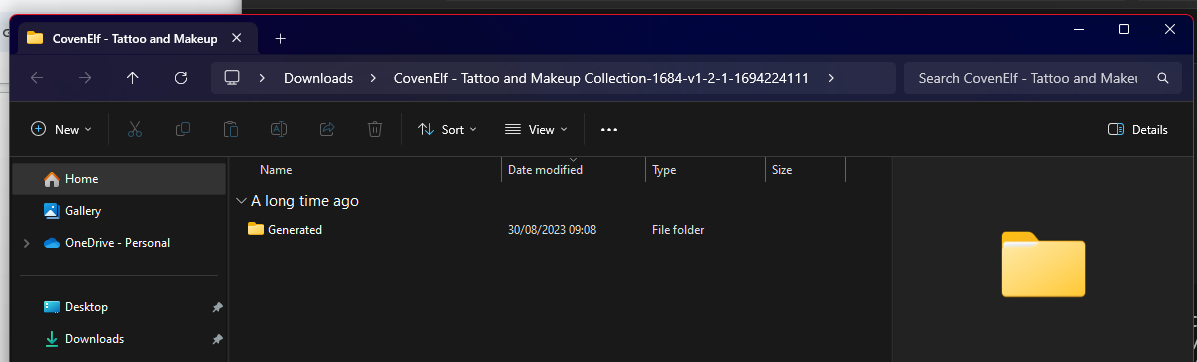 CovenElf - Tattoo and Makeup
Downloads > CovenElf - Tattoo and Makeup Collection-1684-v1-2-1-1694224111 >
Search CovenElf - Tattoo and Makeu
New
Sort
View
Details
Home
Gallery
OneDrive - Personal
Desktop
Downloads
Name Date modified Type Size
A long time ago
Generated 30/08/2023 09:08 File folder